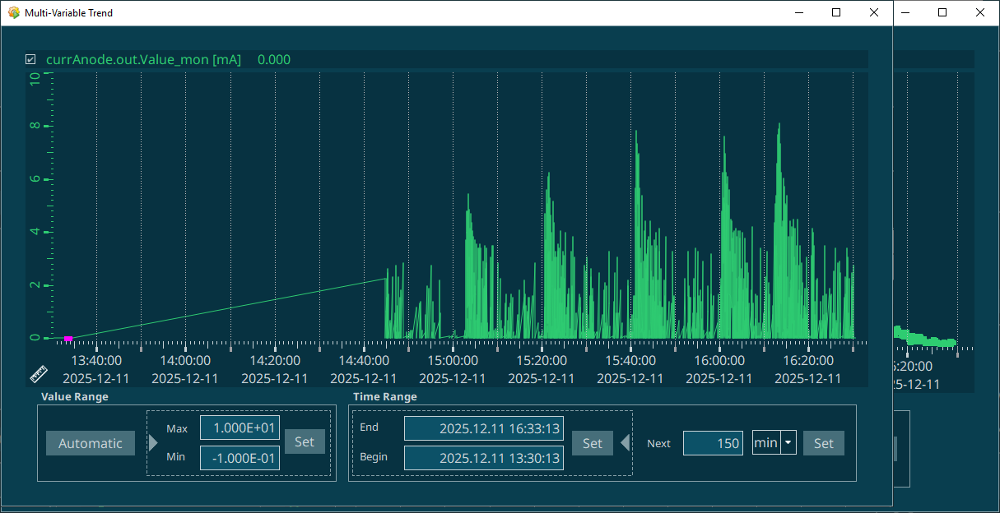 Multi-Variable Trend
currAnode.out.Value_mon [mA] 0.000
10
8
6
4
2
0
13:40:00 14:00:00 14:20:00 14:40:00 15:00:00 15:20:00 15:40:00 16:00:00 16:20:00
2025-12-11 2025-12-11 2025-12-11 2025-12-11 2025-12-11 2025-12-11 2025-12-11 2025-12-11 2025-12-11
5:20:00
25-12-11
Value Range
Automatic
Max 1.000E+01
Min -1.000E-01
Set
Time Range
End 2025.12.11 16:33:13
Begin 2025.12.11 13:30:13
Set
Next 150 min Set